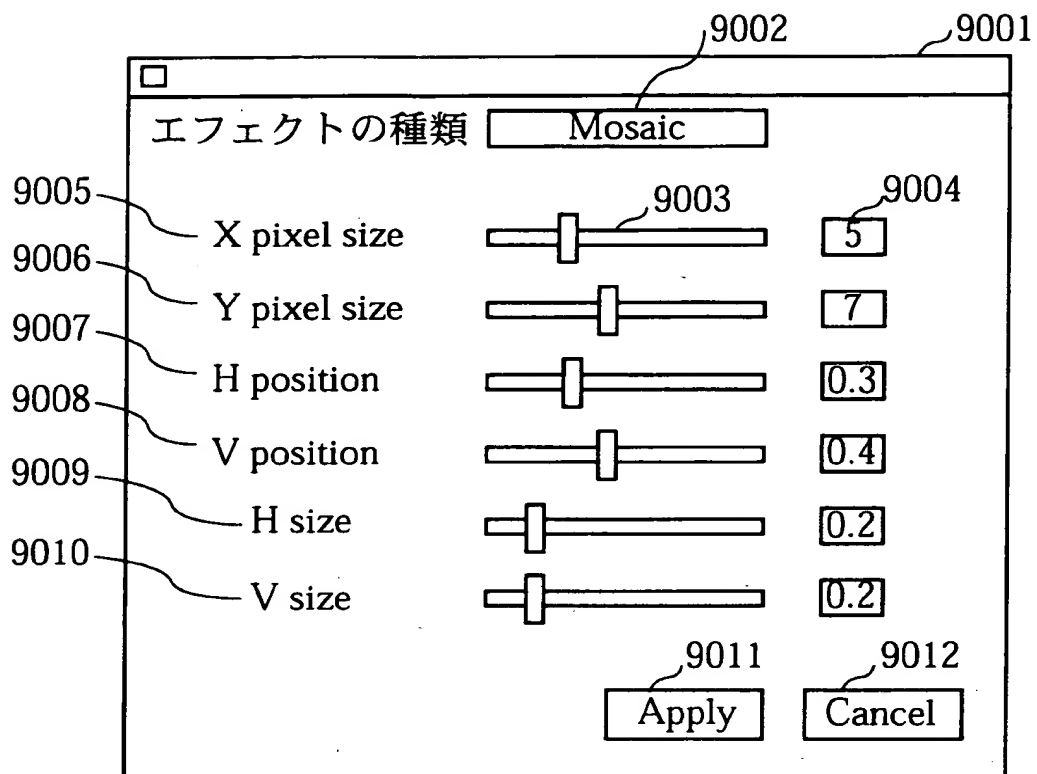 9002 9001
エフェクトの種類 Mosaic
9005 X pixel size 9003 9004 5
9006 Y pixel size 7
9007 H position 0.3
9008 V position 0.4
9009 H size 0.2
9010 V size 0.2
9011 9012
Apply Cancel